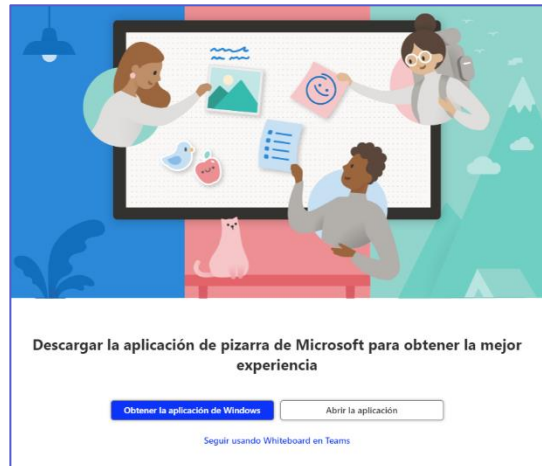 Descargar la aplicación de pizarra de Microsoft para obtener la mejor
experiencia
Obtener la aplicación de Windows
Abrir la aplicación
Seguir usando Whiteboard en Teams